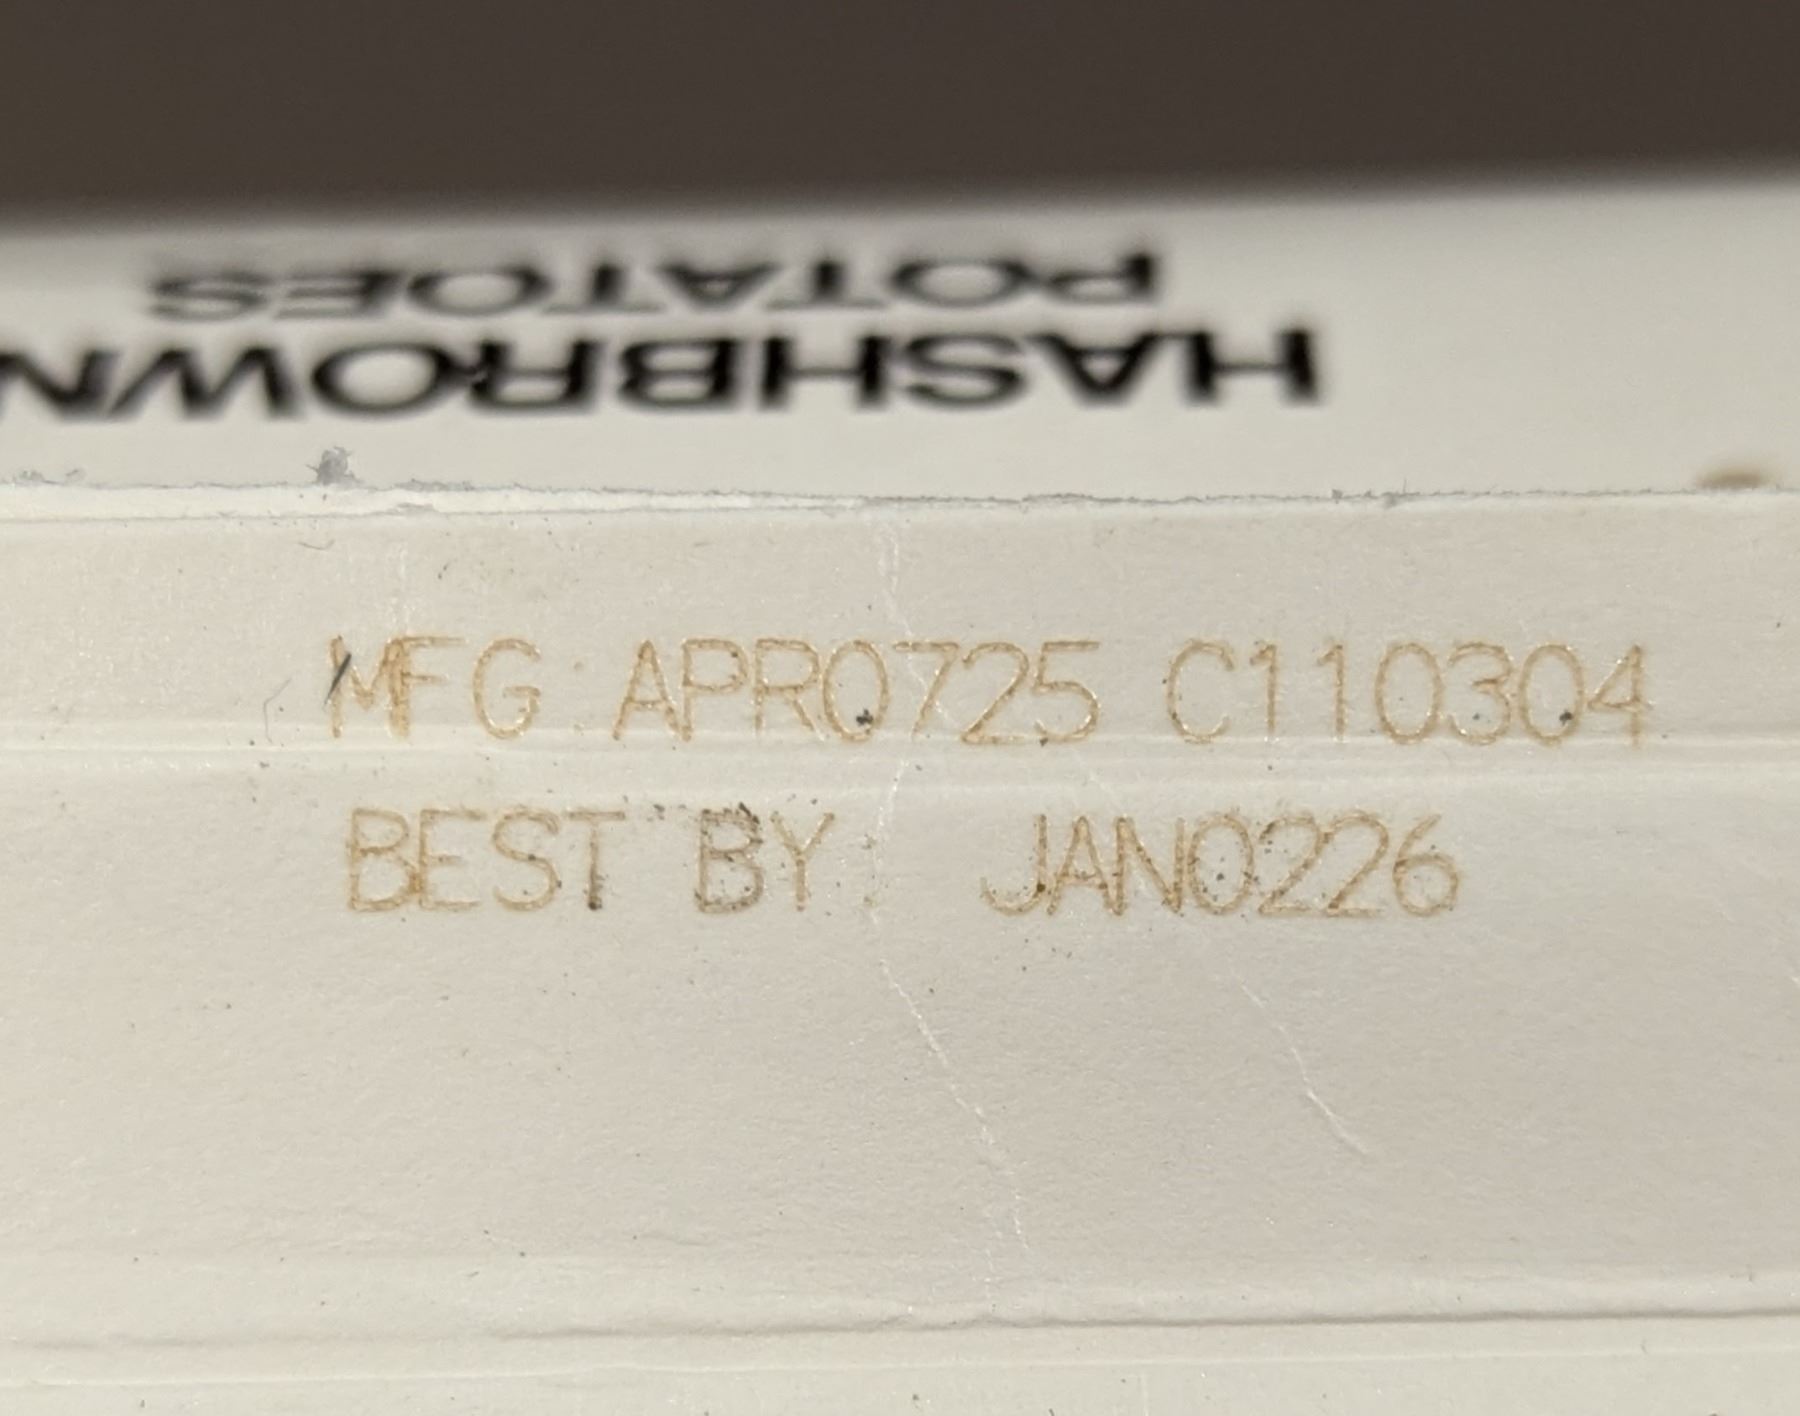 HASHBROWN
POTATOES
MFG APR0725 C110304
BEST BY JAN0226